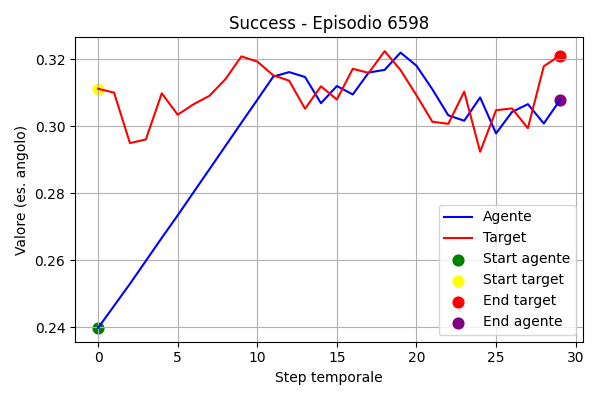 Success - Episodio 6598
Valore (es. angolo)
0.32
0.30
0.28
0.26
0.24
0
5
10
15
20
25
30
Step temporale
Agente
Target
Start agente
Start target
End target
End agente